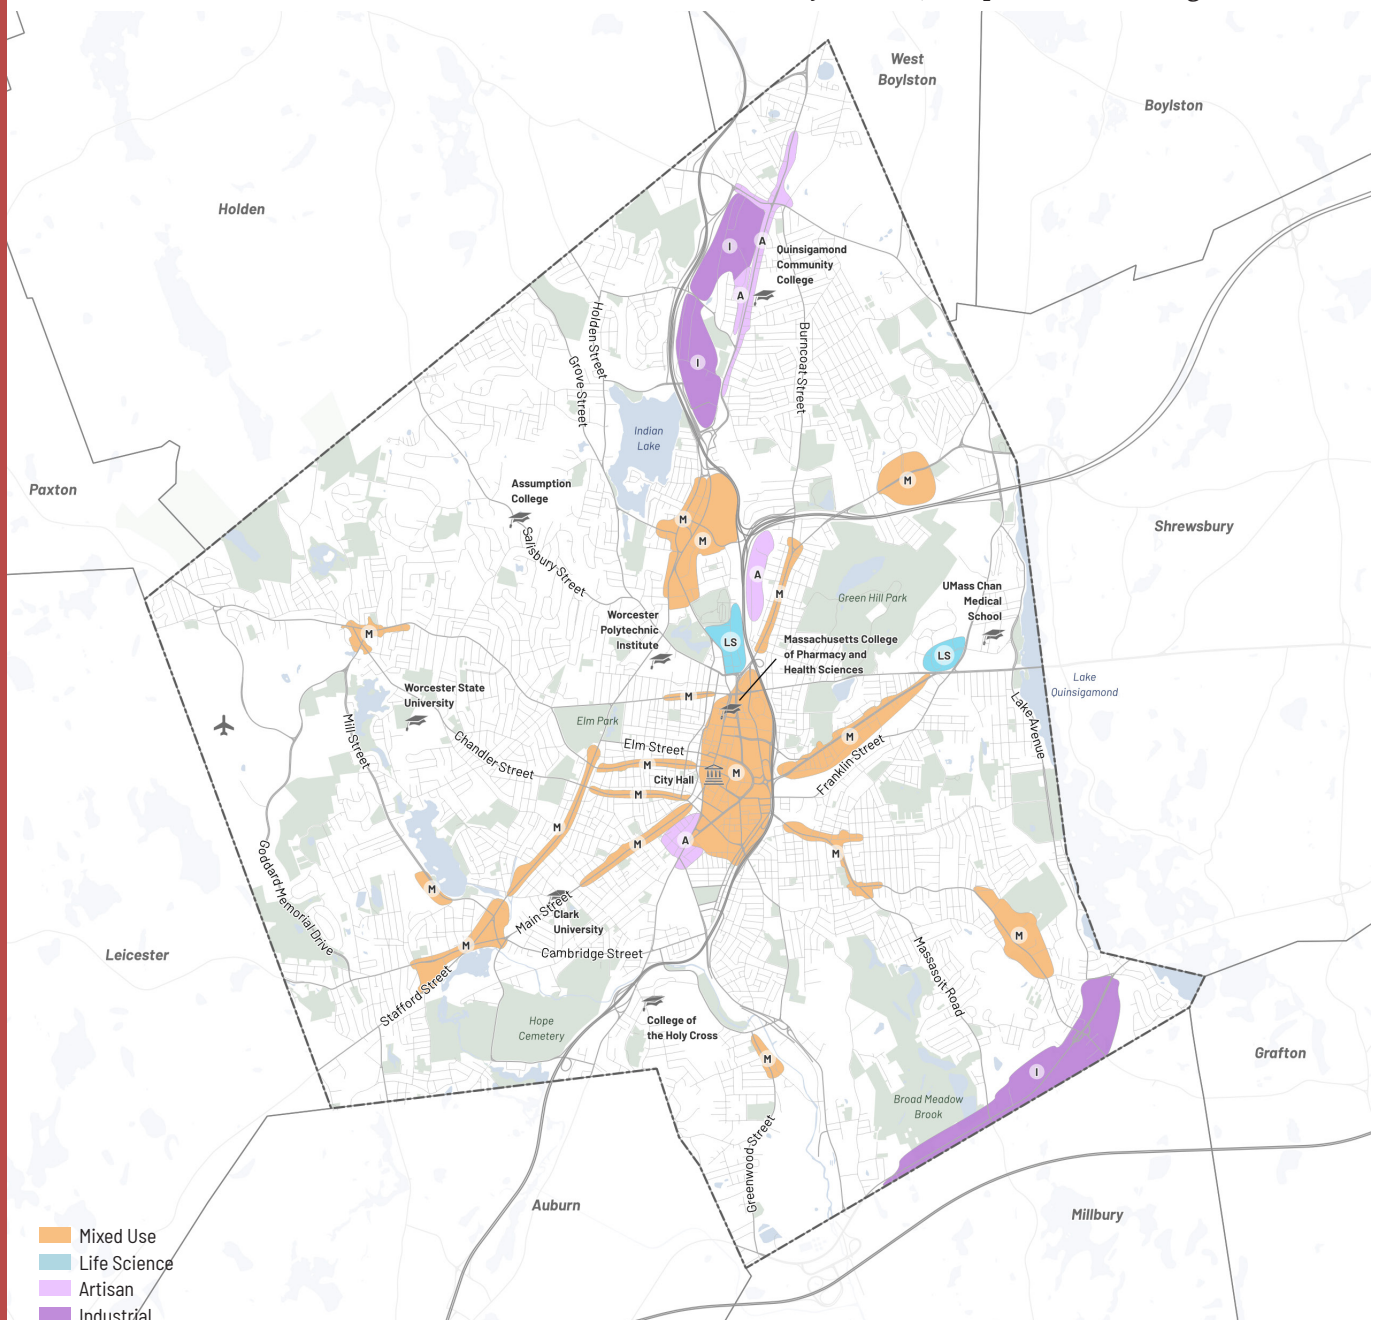 West
Boylston
Boylston
Holden
I
A
Quinsigamond
Community
College
A
Holden Street
Grove Street
Burncoat Street
I
Indian
Lake
M
Paxton
Assumption
College
M
M
Shrewsbury
Salisbury Street
A
M
Green Hill Park
UMass Chan
Medical
School
Worcester
Polytechnic
Institute
M
LS
Massachusetts College
of Pharmacy and
Health Sciences
LS
Lake
Quinsigamond
Worcester State
University
M
Elm Park
Mill Street
Chandler Street
Elm Street
Lake Avenue
M
Franklin Street
M
City Hall
M
M
M
M
A
M
Goddard Memorial Drive
M
Main Street
Clark
University
M
M
Cambridge Street
Leicester
Stafford Street
Massasoit Road
Hope
Cemetery
College of
the Holy Cross
M
I
Grafton
Broad Meadow
Brook
Greenwood Street
Auburn
Millbury
Mixed Use
Life Science
Artisan
Industrial